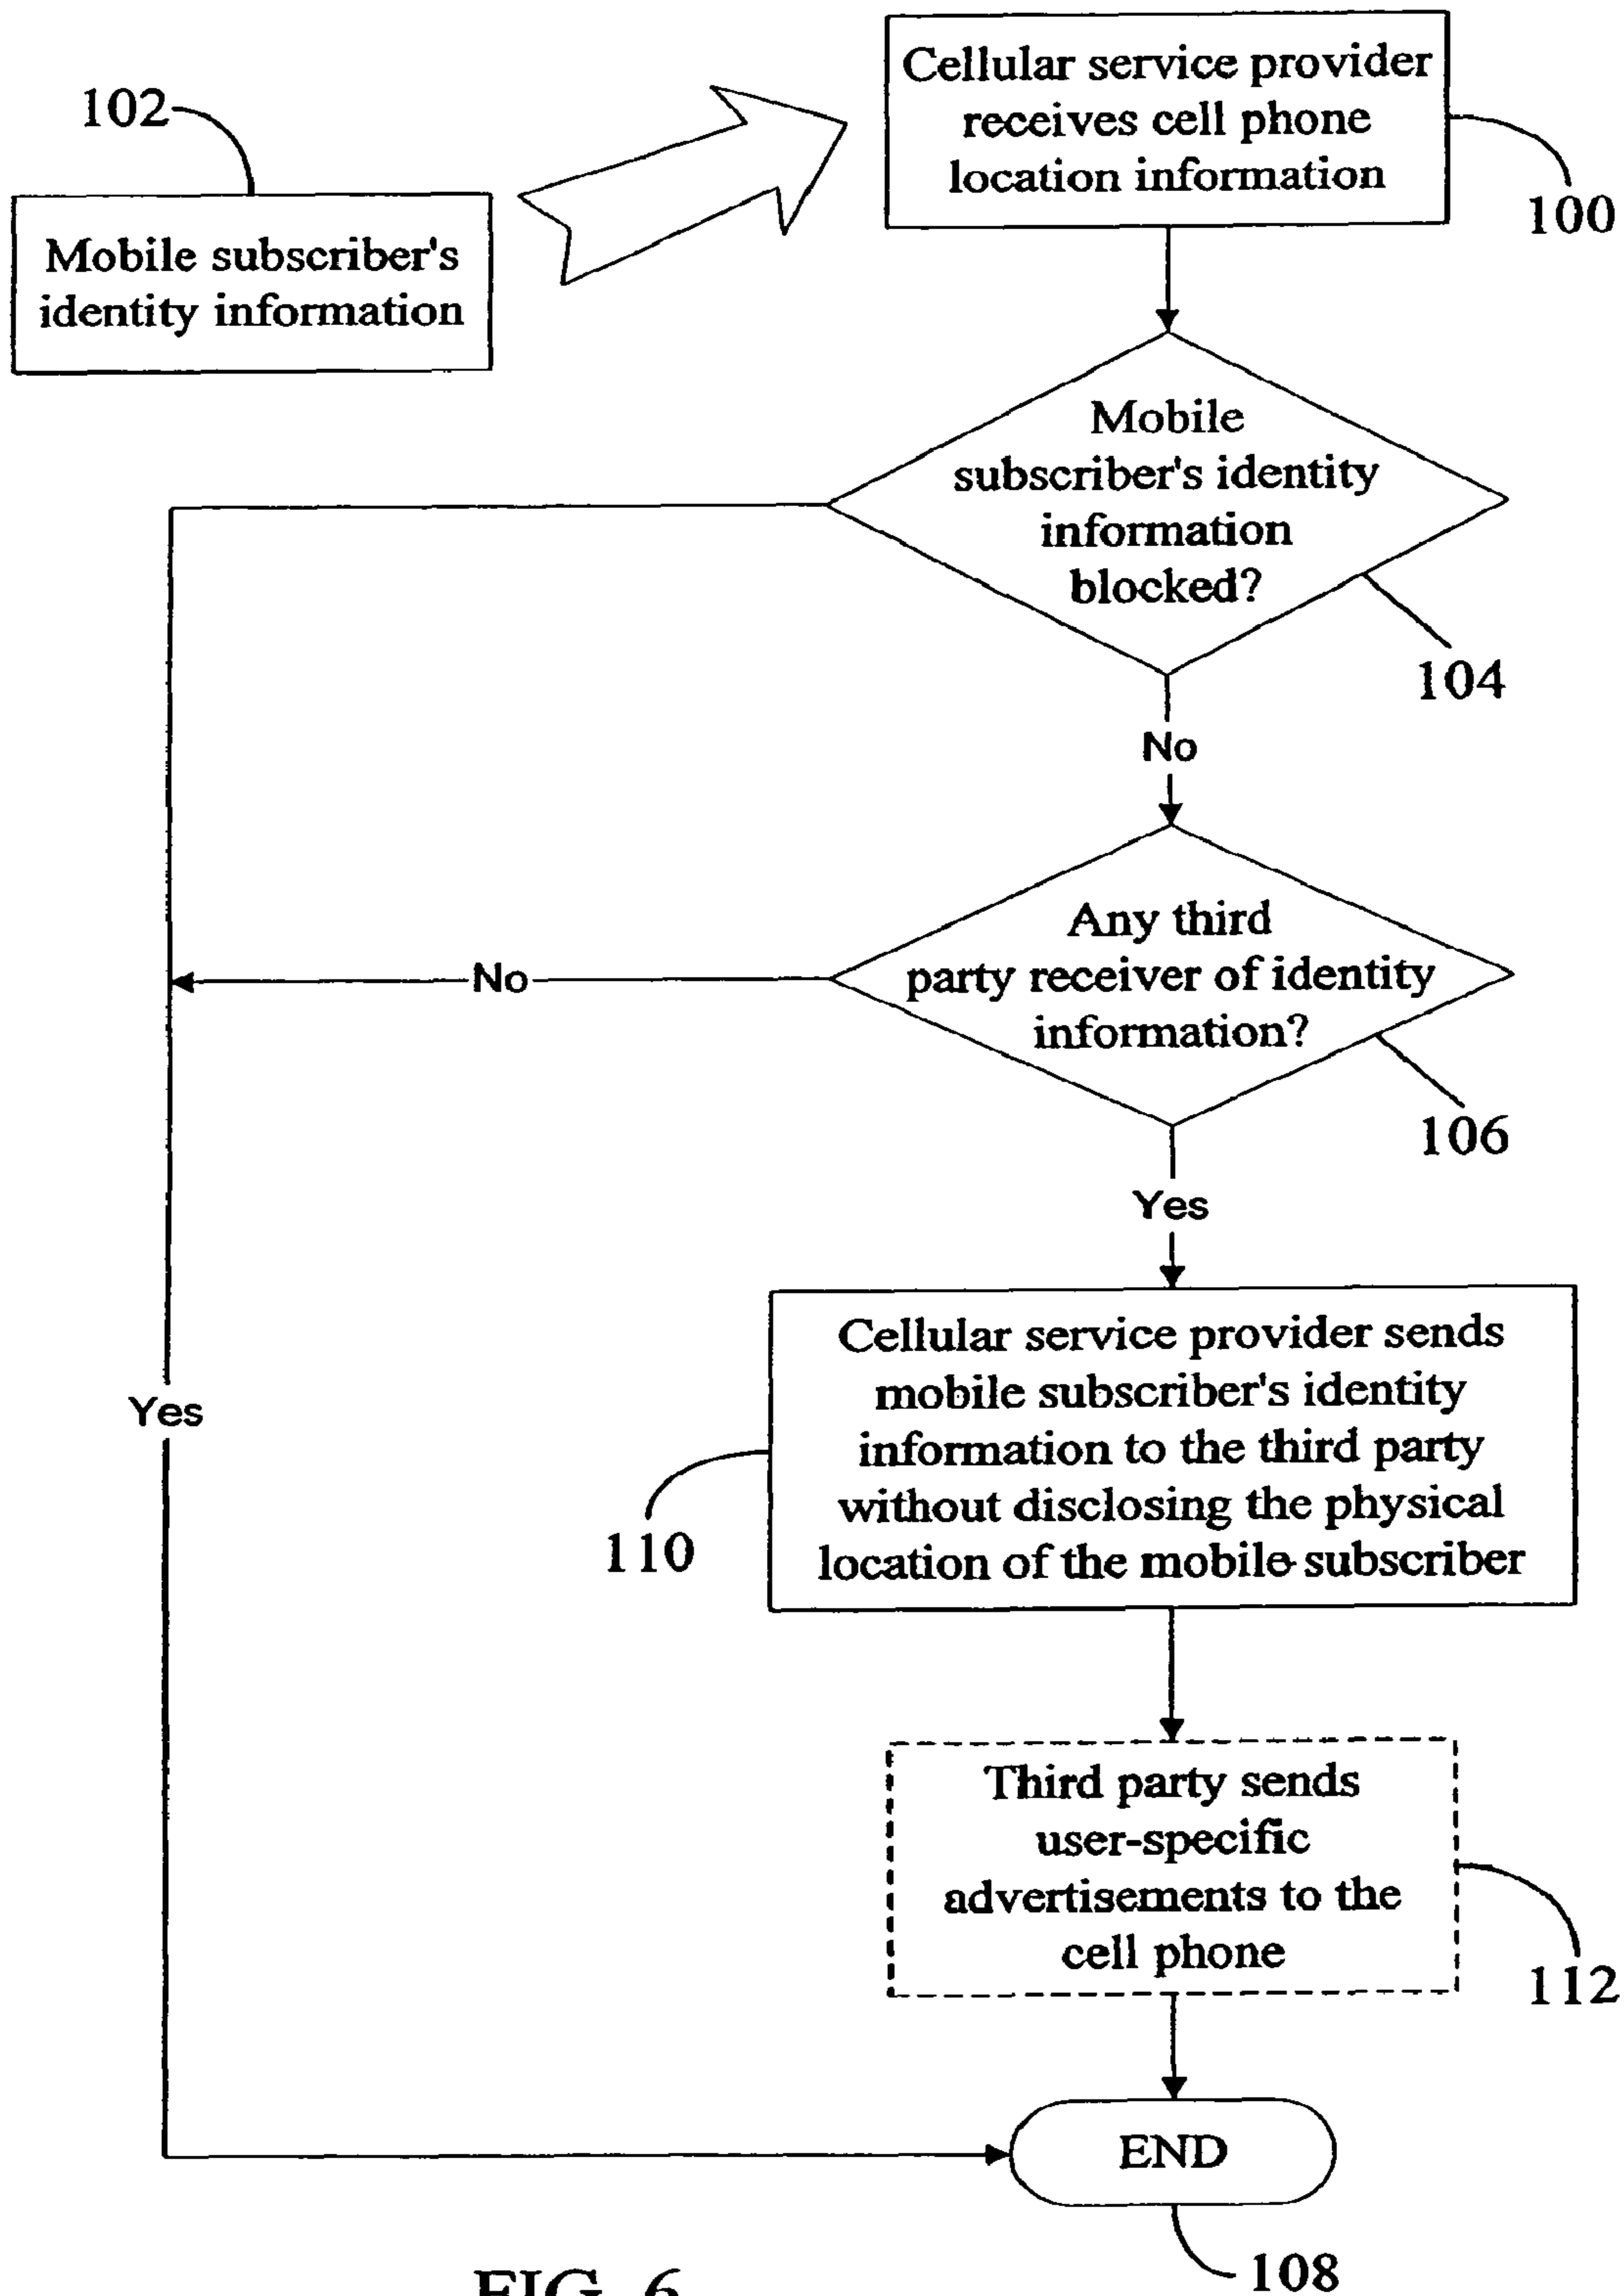 Cellular service provider
receives cell phone
location information
100
102
Mobile subscriber's
identity information
Mobile
subscriber's identity
information
blocked?
104
No
Any third
party receiver of identity
information?
106
No
Yes
Cellular service provider sends
mobile subscriber's identity
information to the third party
without disclosing the physical
location of the mobile subscriber
110
Yes
Third party sends
user-specific
advertisements to the
cell phone
112
END
108
FIG. 6